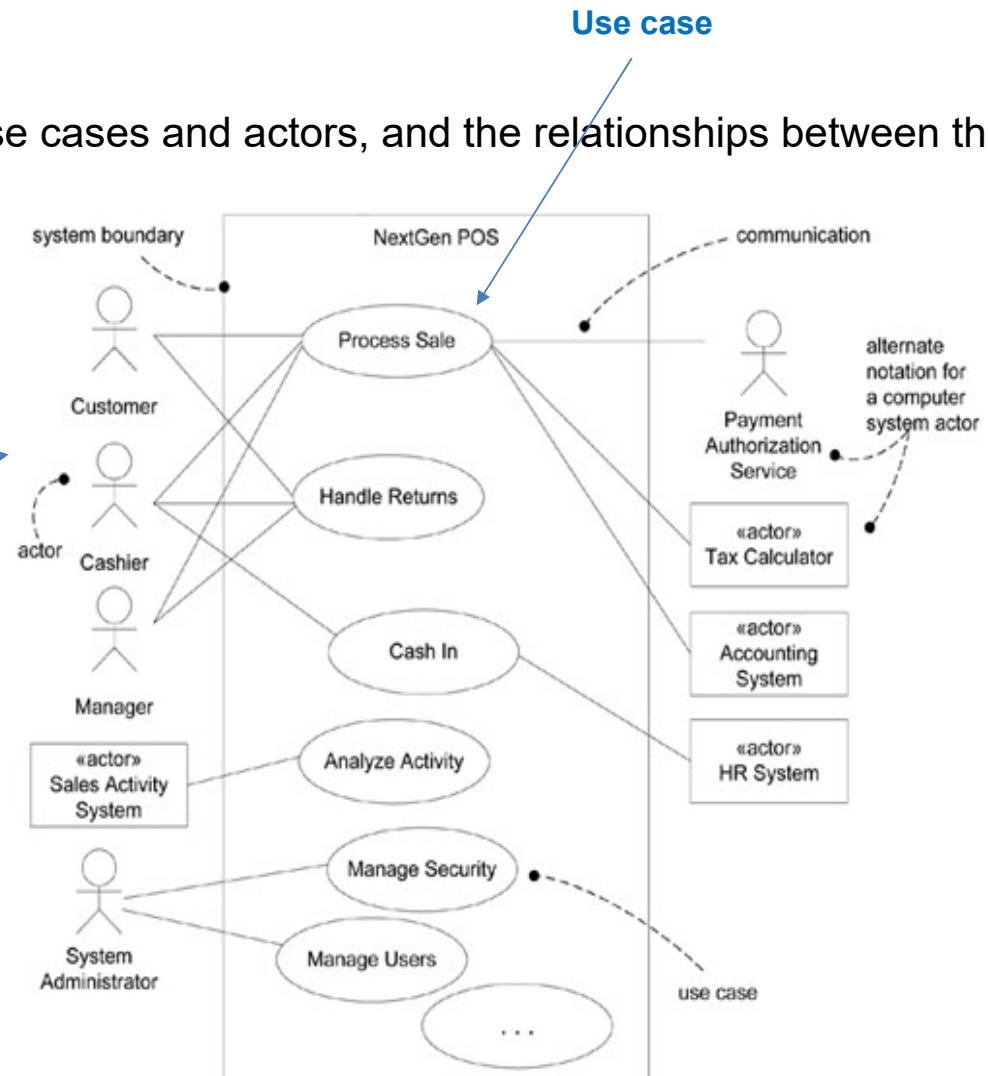 Use case
se cases and actors, and the relationships between th
system boundary
NextGen POS
communication
Process Sale
alternate
notation for
a computer
system actor
Customer
Payment
Authorization
Service
Handle Returns
actor
Cashier
«actor»
Tax Calculator
Cash In
«actor»
Accounting
System
Manager
«actor»
Sales Activity
System
Analyze Activity
«actor»
HR System
Manage Security
System
Administrator
Manage Users
use case
. . .